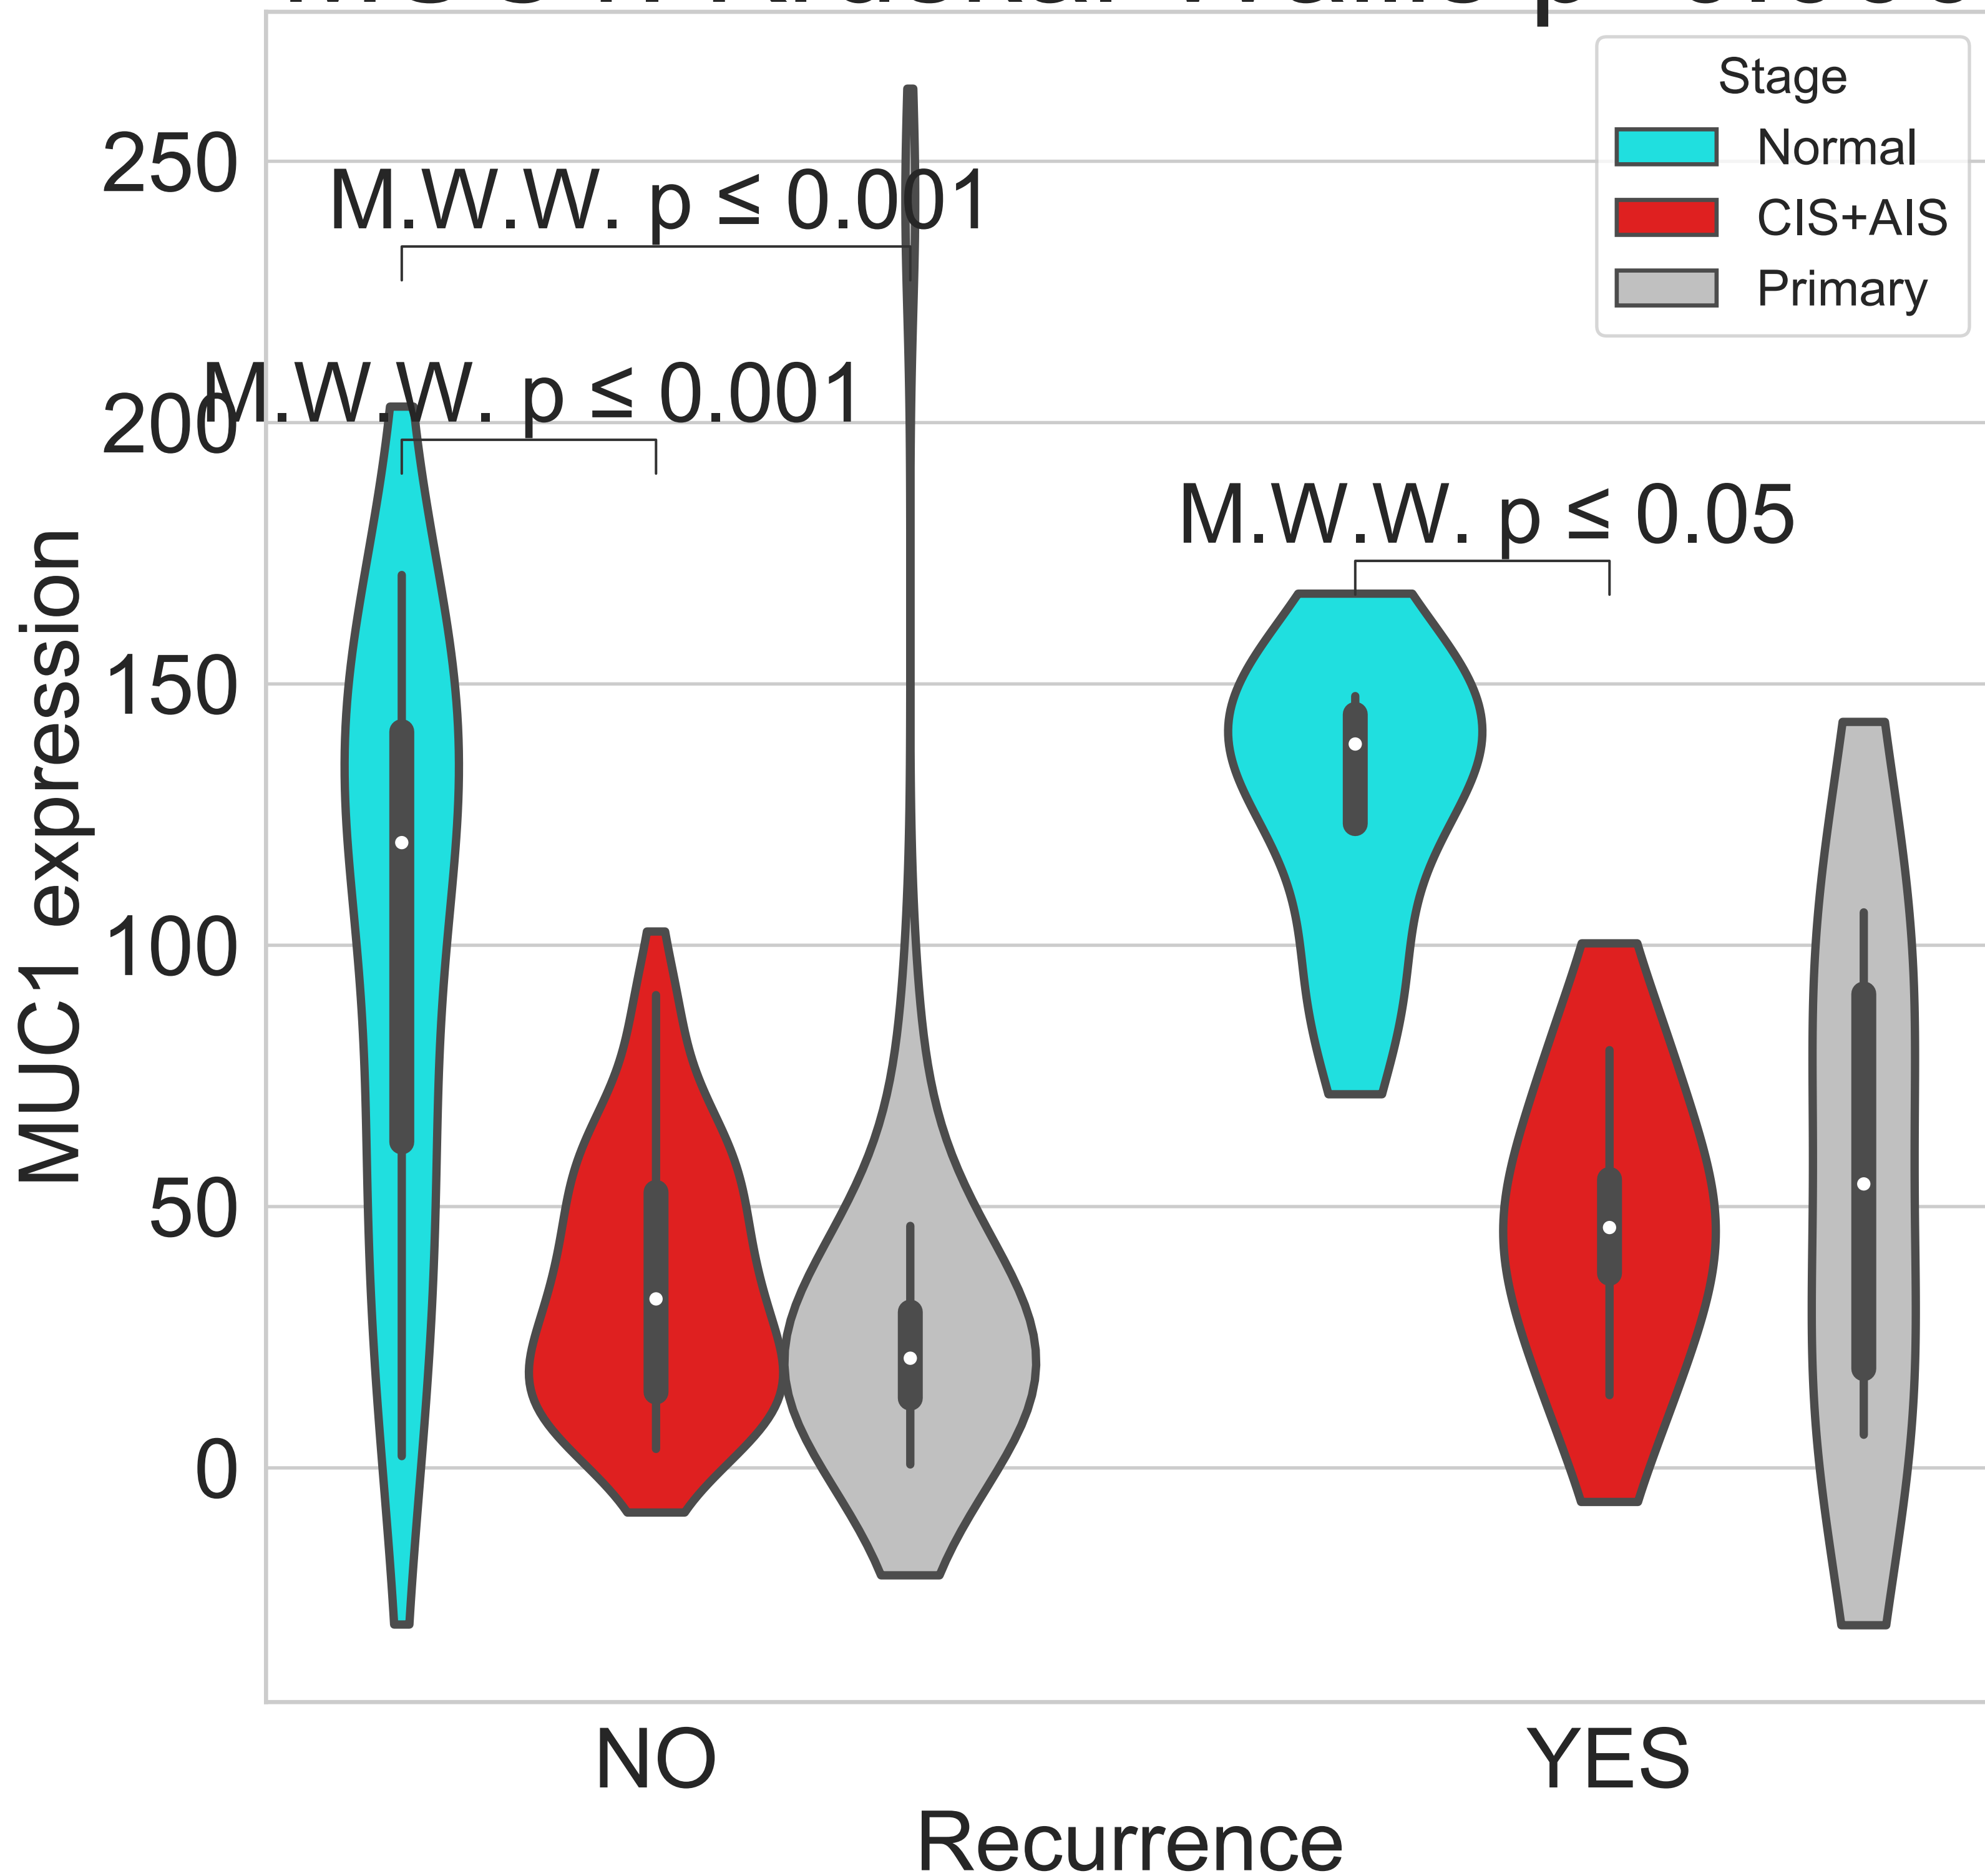 Stage
Normal
CIS+AIS
Primary
250
200
150
100
50
0
MUC1 expression
M.W.W. p ≤ 0.001
M.W.W. p ≤ 0.001
M.W.W. p ≤ 0.05
NO
YES
Recurrence